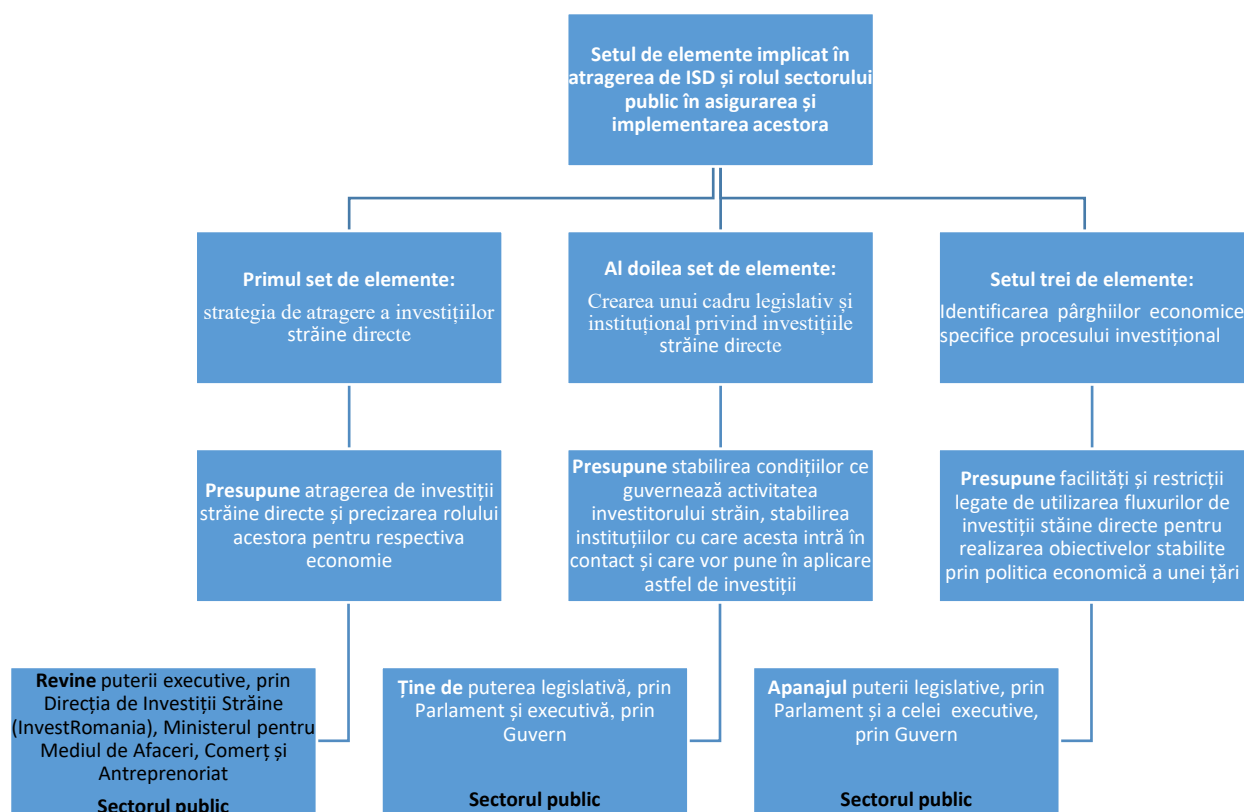 Setul de elemente implicat în
atragerea de ISD și rolul sectorului
public în asigurarea și
implementarea acestora
Primul set de elemente:
strategia de atragere a investițiilor
străine directe
Al doilea set de elemente:
Crearea unui cadru legislativ și
instituțional privind investițiile
străine directe
Setul trei de elemente:
Identificarea pârghiilor economice
specifice procesului investițional
Presupune atragerea de investiții
străine directe și precizarea rolului
acestora pentru respectiva
economie
Presupune stabilirea condițiilor ce
guvernează activitatea
investitorului străin, stabilirea
instituțiilor cu care acesta intră în
contact și care vor pune în aplicare
astfel de investiții
Presupune facilități și restricții
legate de utilizarea fluxurilor de
investiții stăine directe pentru
realizarea obiectivelor stabilite
prin politica economică a unei țări
Revine puterii executive, prin
Direcția de Investiții Străine
(InvestRomania), Ministerul pentru
Mediul de Afaceri, Comerț și
Antreprenoriat
Sectorul public
Ține de puterea legislativă, prin
Parlament și executivă, prin
Guvern
Sectorul public
Apanajul puterii legislative, prin
Parlament și a celei executive,
prin Guvern
Sectorul public